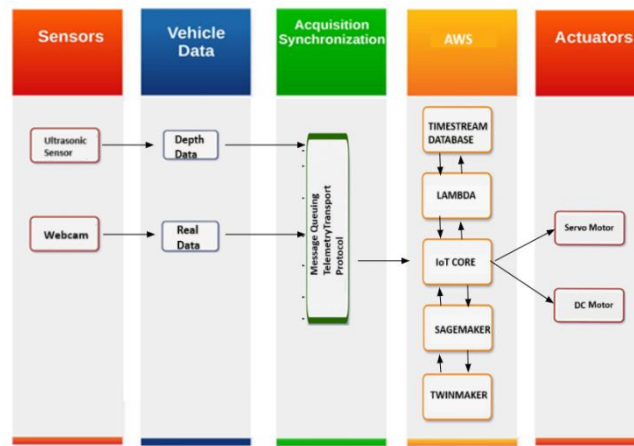 Sensors
Vehicle
Data
Acquisition
Synchronization
AWS
Actuators
Ultrasonic
Sensor
Depth
Data
Webcam
Real
Data
Message Queuing
TelemetryTransport
Protocol
TIMESTREAM
DATABASE
LAMBDA
IoT CORE
SAGEMAKER
TWINMAKER
Servo Motor
DC Motor